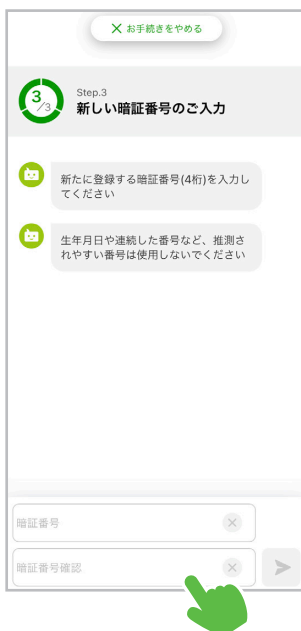 × お手続きをやめる
3/3
Step.3
新しい暗証番号のご入力
新たに登録する暗証番号(4桁)を入力し
てください
生年月日や連続した番号など、推測さ
れやすい番号は使用しないでください
暗証番号
暗証番号確認